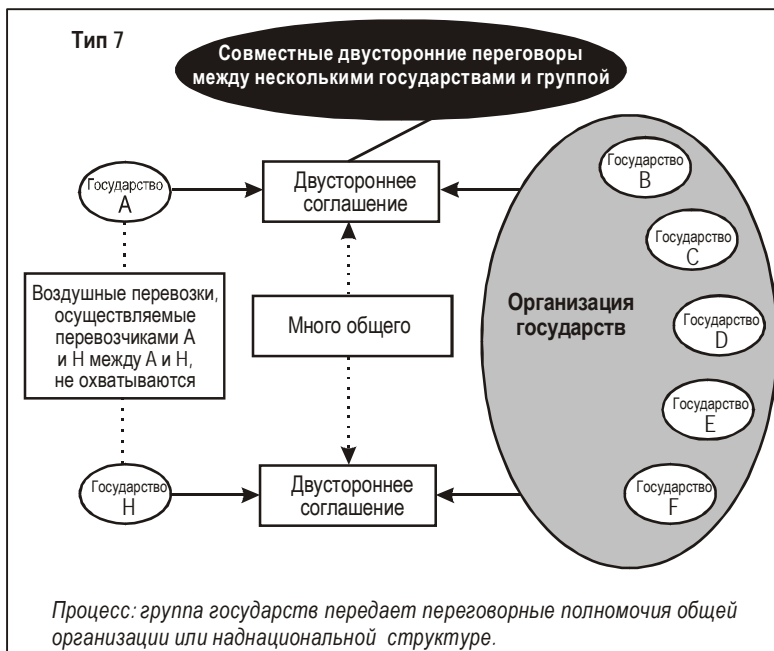 Тип 7
Совместные двусторонние переговоры
между несколькими государствами и группой
Государство
A
Двустороннее
соглашение
Государство
B
Государство
C
Воздушные перевозки,
осуществляемые
перевозчиками А
и Н между А и Н,
не охватываются
Много общего
Организация
государств
Государство
D
Государство
E
Государство
H
Двустороннее
соглашение
Государство
F
Процесс: группа государств передает переговорные полномочия общей
организации или наднациональной структуре.